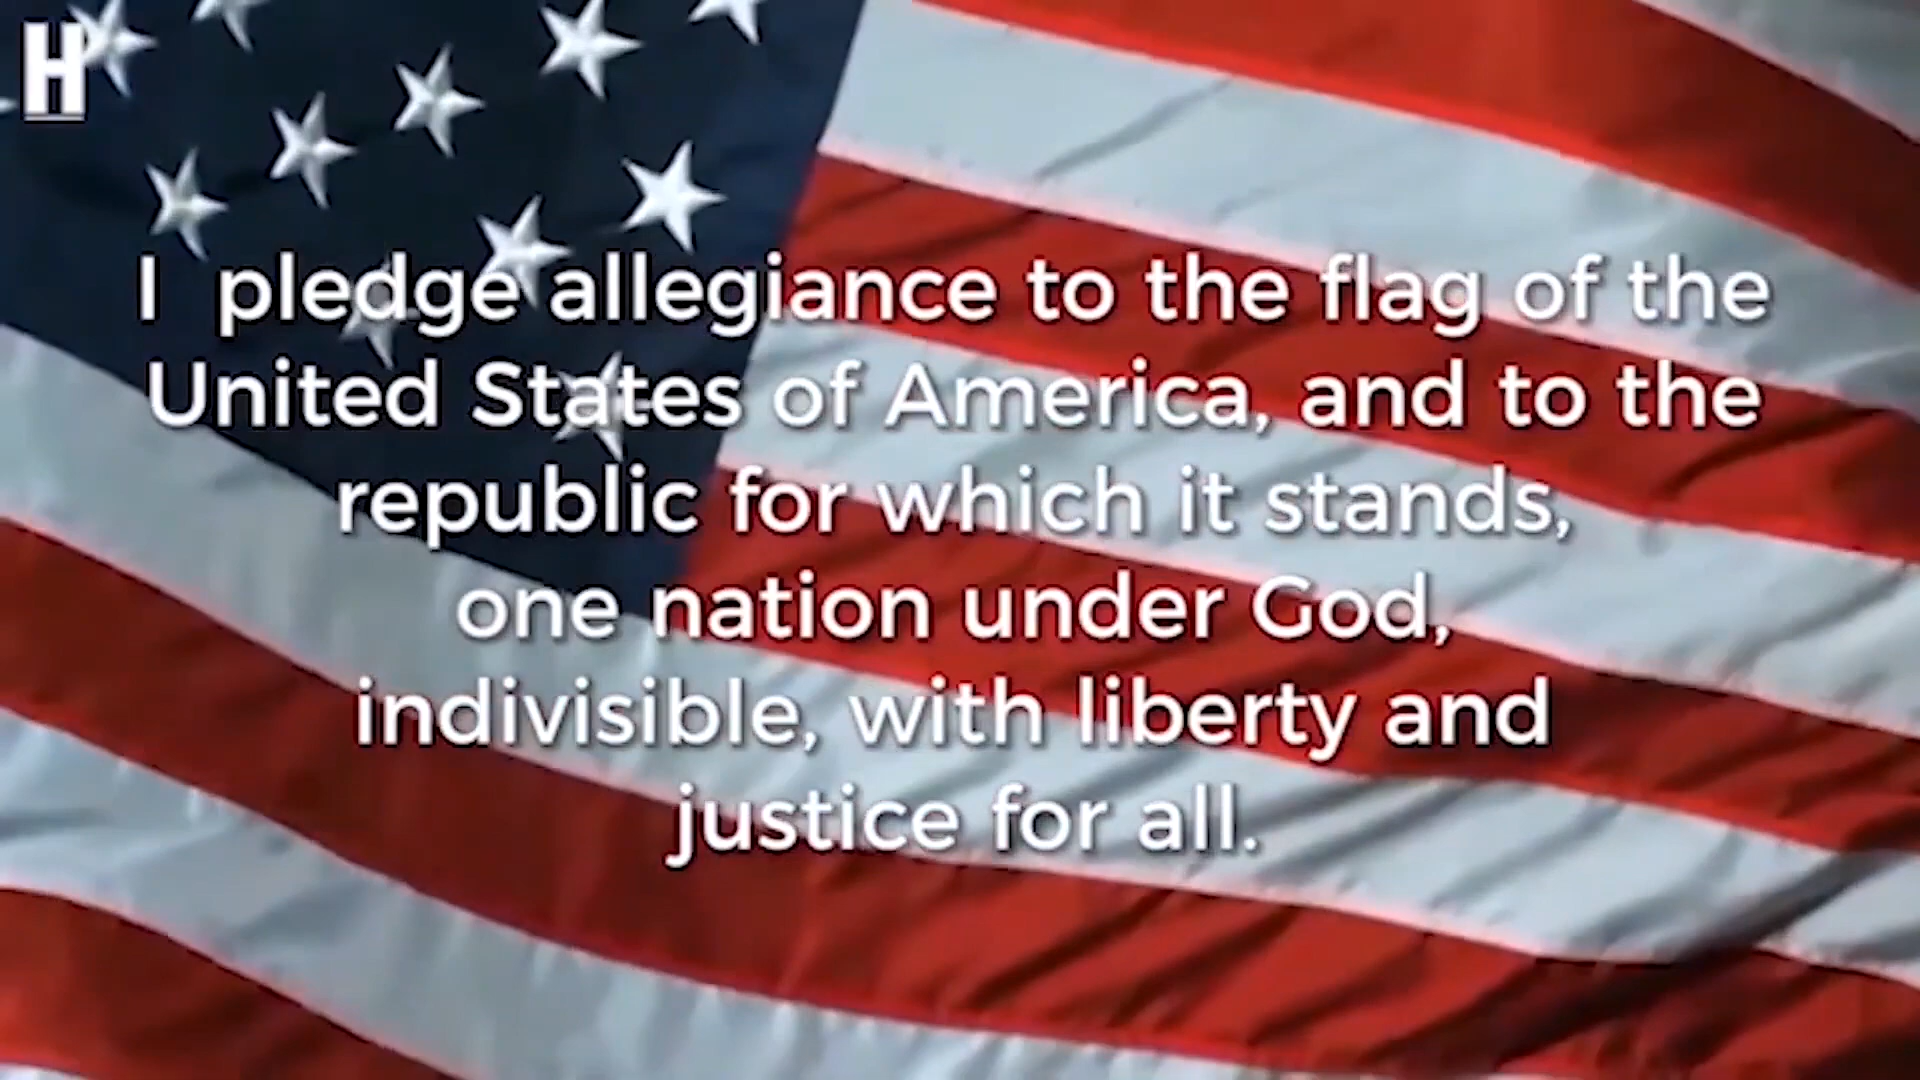 H
I pledge allegiance to the flag of the
United States of America, and to the
republic for which it stands,
one nation under God,
indivisible, with liberty and
justice for all.